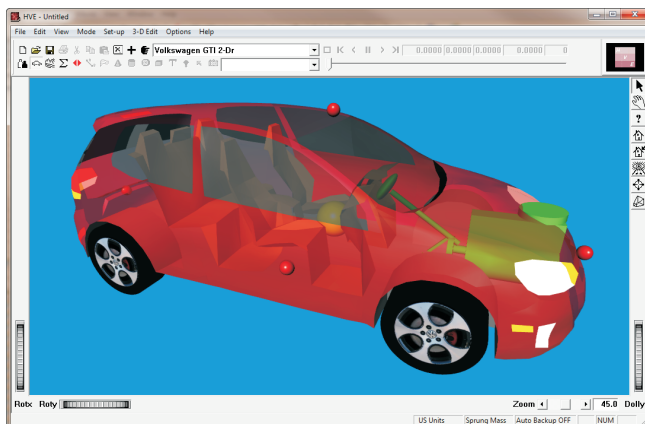 HVE - Untitled
File Edit View Mode Set-up 3-D Edit Options Help
Volkswagen GTI 2-Dr
0.0000 0.0000 0.0000 0
?
Rotx Roty
Zoom 45.0 Dolly
US Units Sprung Mass Auto Backup OFF NUM